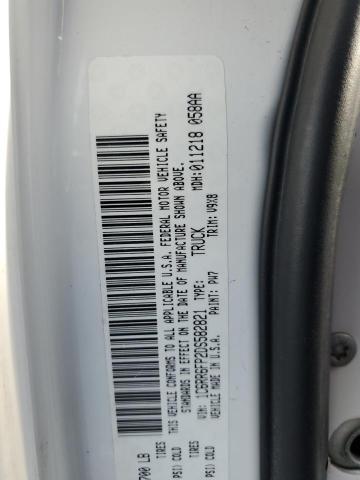 700 LB
TIRES
PSI) COLD
TIRES
PSI) COLD
THIS VEHICLE CONFORMS TO ALL APPLICABLE U.S.A. FEDERAL MOTOR VEHICLE SAFETY
STANDARDS IN EFFECT ON THE DATE OF MANUFACTURE SHOWN ABOVE.
VIN: 1C6RR6FP2DS582821 TRUCK MDH:011218 058AA
MADE IN U.S.A. PAINT: PW7 TRIM: V9X8